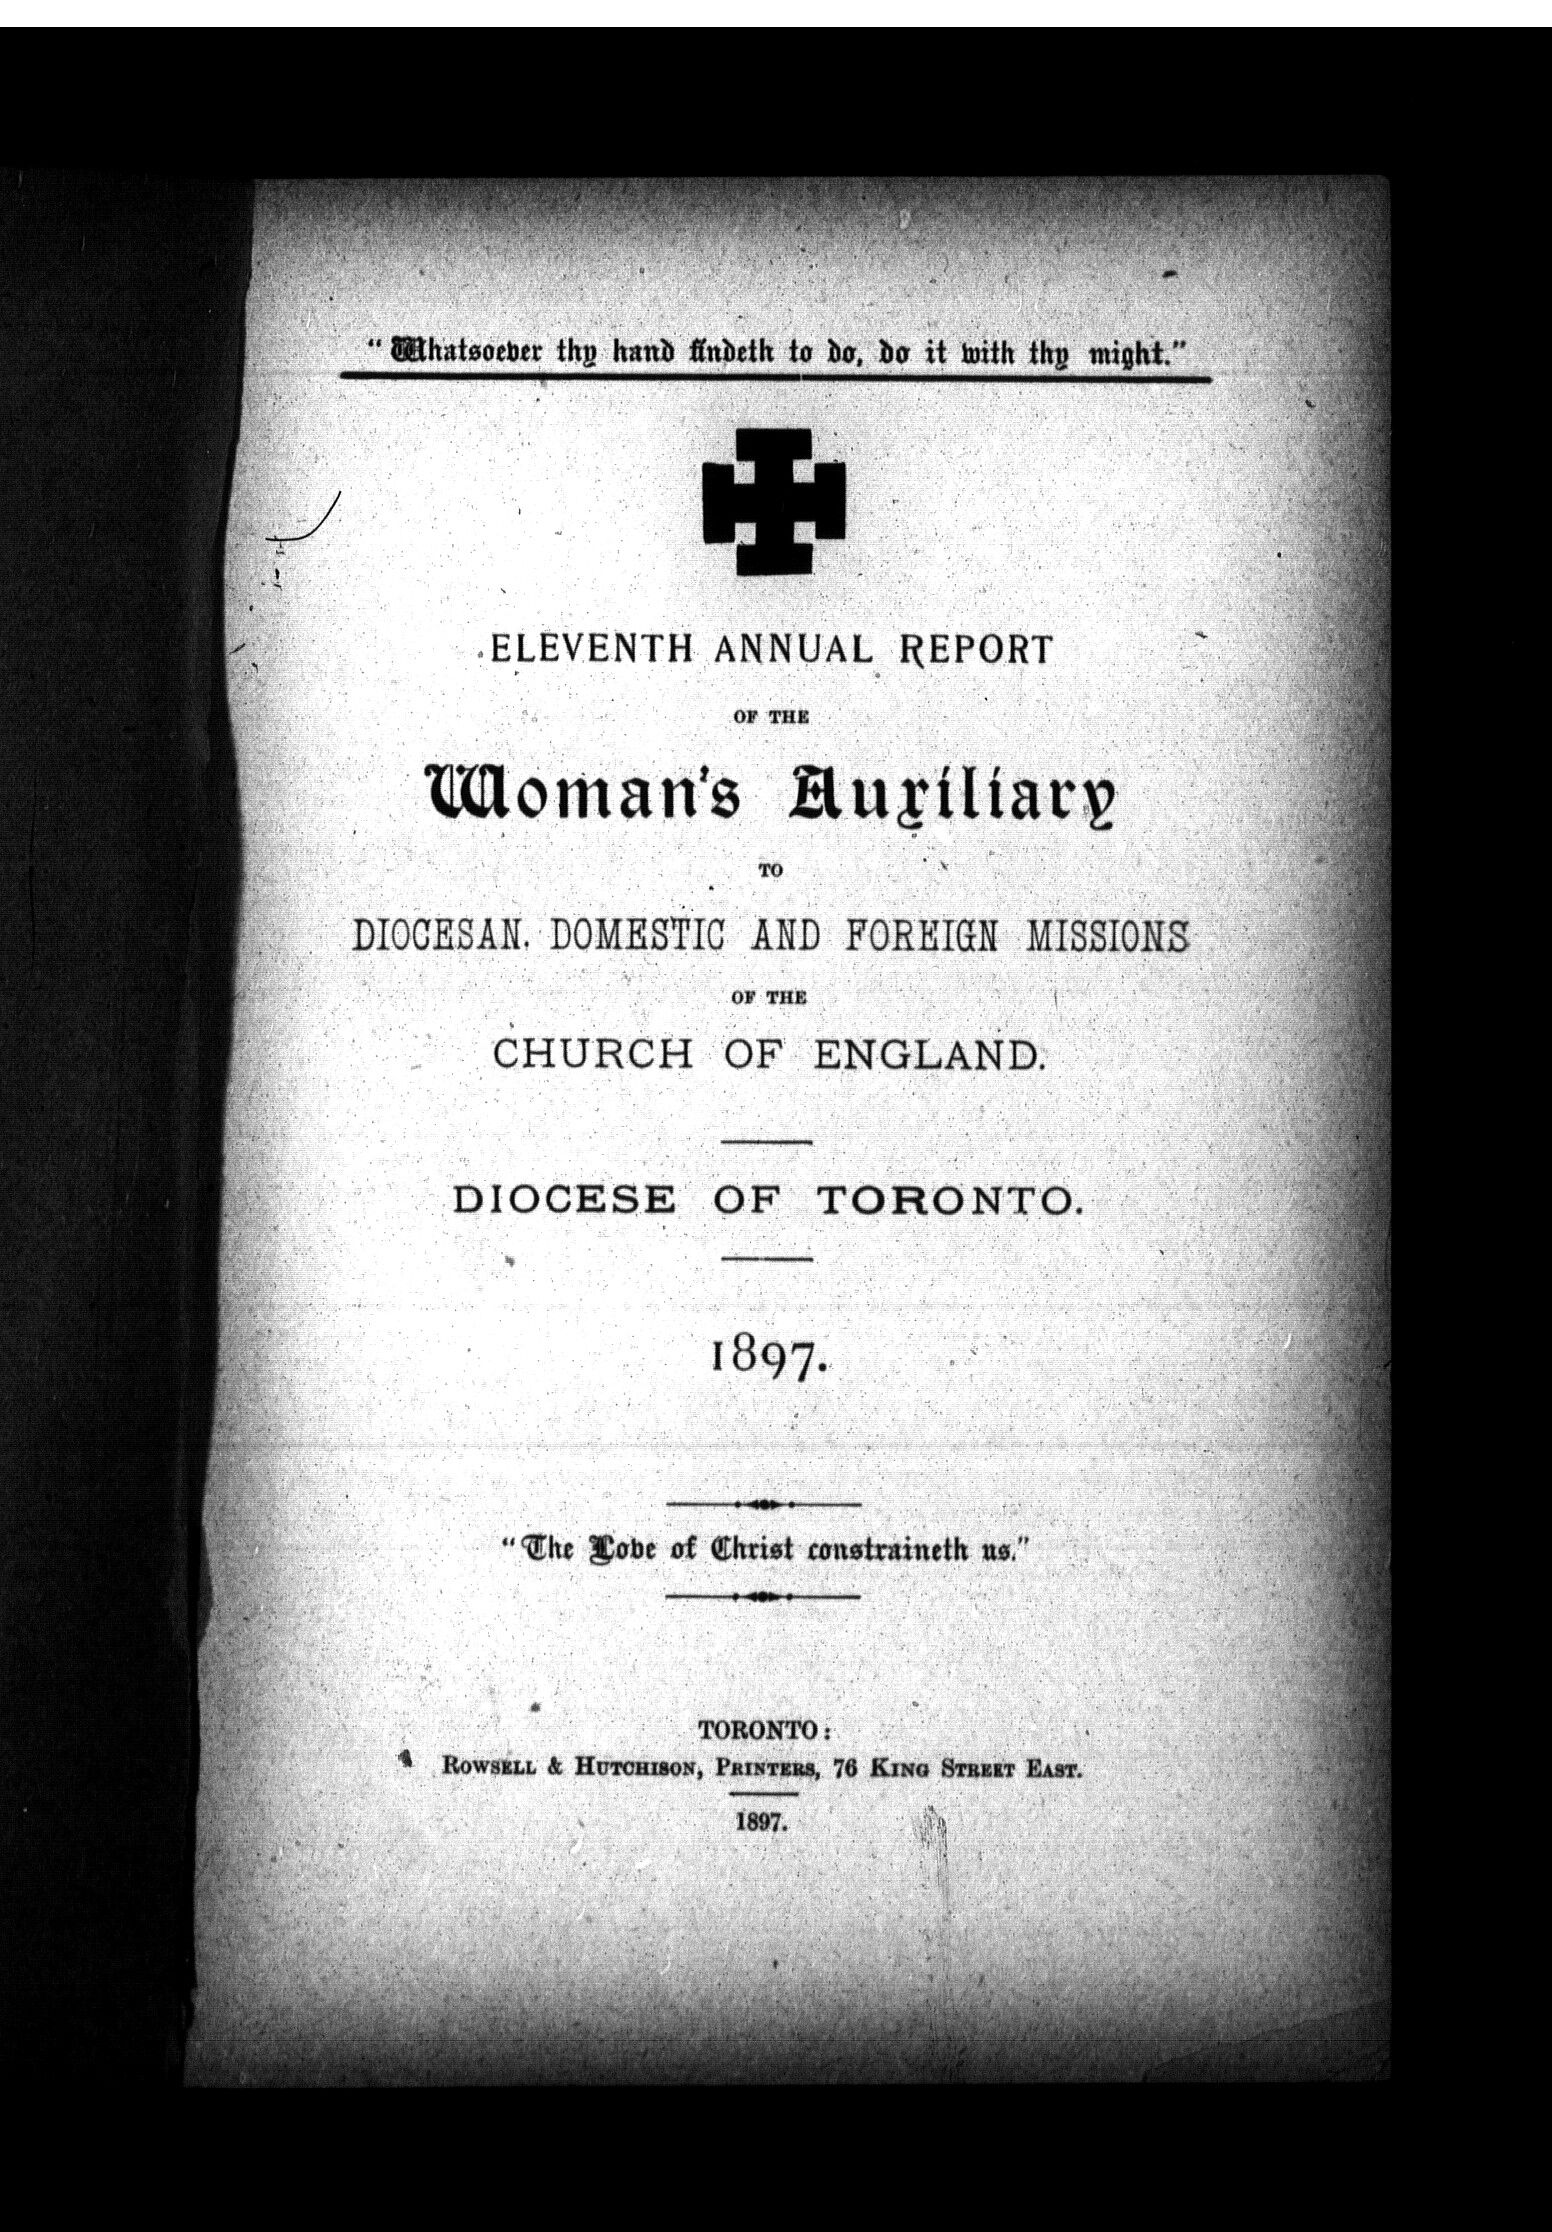 "Whatsoever thy hand findeth to do, do it with thy might."
ELEVENTH ANNUAL REPORT
OF THE
Woman's Auxiliary
TO
DIOCESAN, DOMESTIC AND FOREIGN MISSIONS
OF THE
CHURCH OF ENGLAND.
DIOCESE OF TORONTO.
1897.
"The Love of Christ constraineth us."
TORONTO:
ROWSELL & HUTCHISON, PRINTERS, 76 KING STREET EAST.
1897.